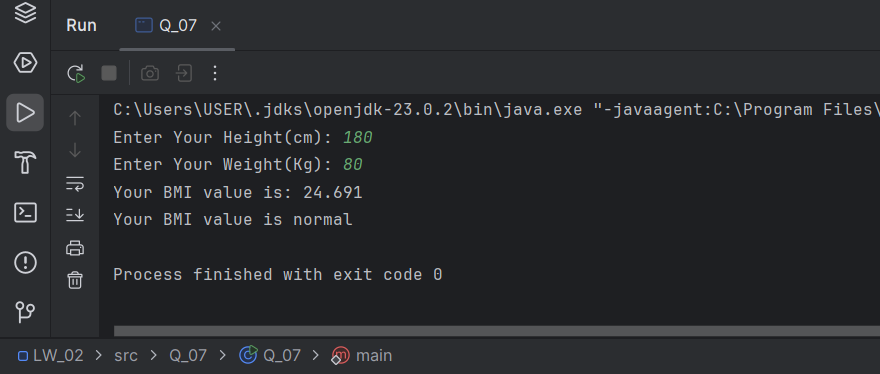 Run Q_07
C:\Users\USER\.jdks\openjdk-23.0.2\bin\java.exe "-javaagent:C:\Program Files\
Enter Your Height(cm): 180
Enter Your Weight(Kg): 80
Your BMI value is: 24.691
Your BMI value is normal
Process finished with exit code 0
LW_02 > src > Q_07 > Q_07 > main